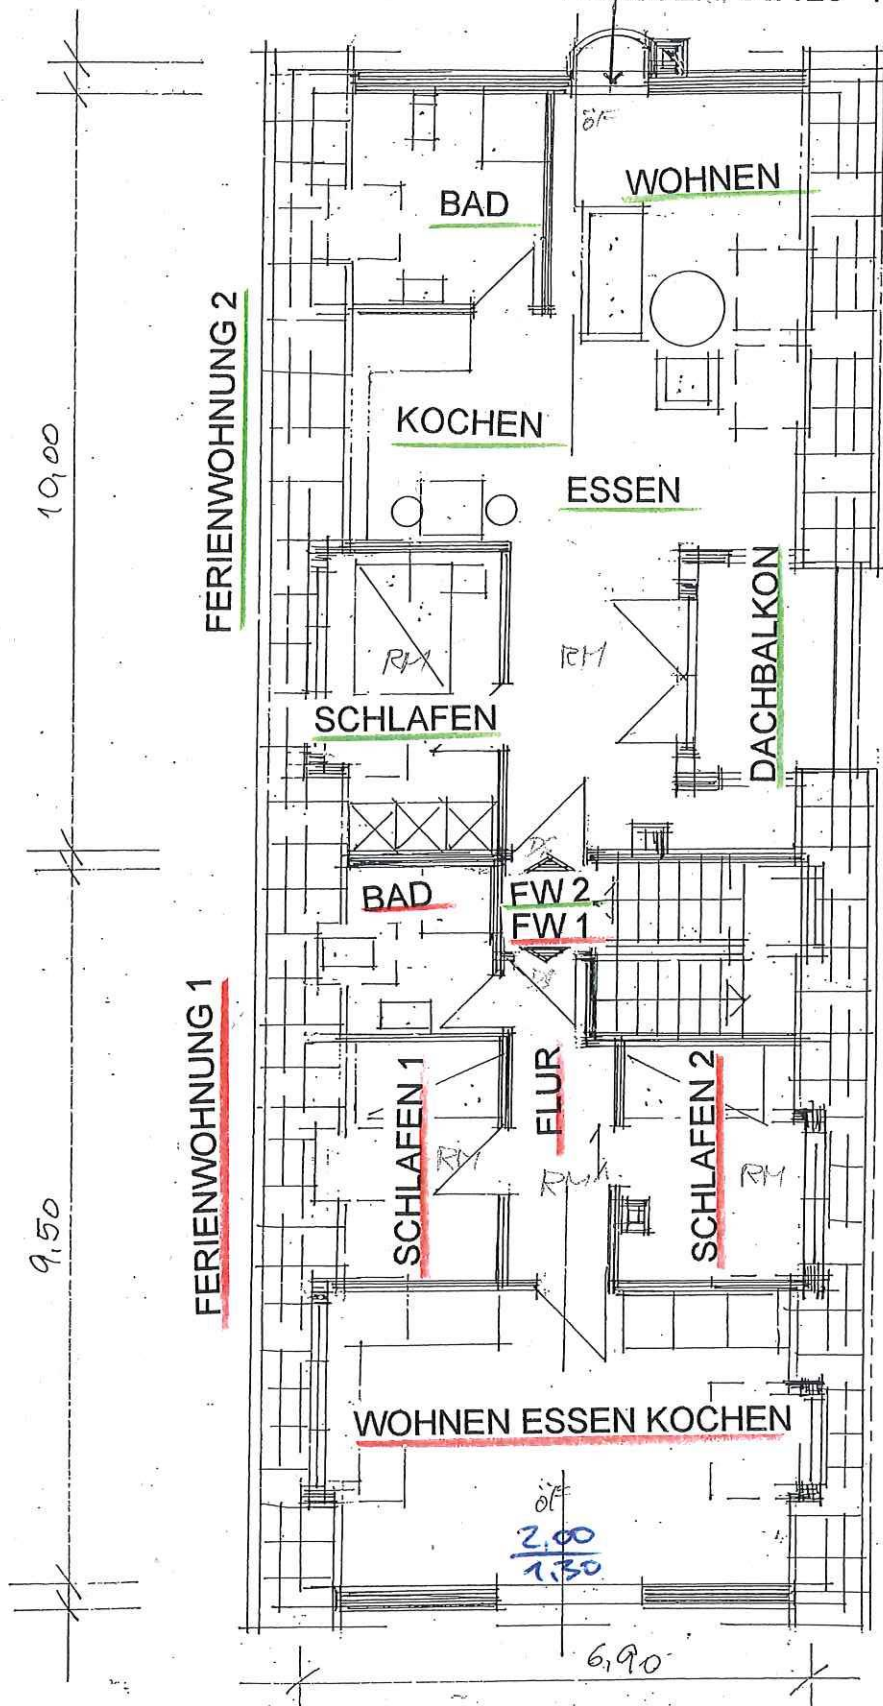 öF
WOHNEN
BAD
FERIENWOHNUNG 2
10,00
KOCHEN
ESSEN
DACHBALKON
RM
RM
SCHLAFEN
DS
BAD
FW 2
FW 1
DS
FERIENWOHNUNG 1
9,50
SCHLAFEN 1
FLUR
SCHLAFEN 2
RM
RM
RM
WOHNEN ESSEN KOCHEN
öF
2,00
1,30
6,90